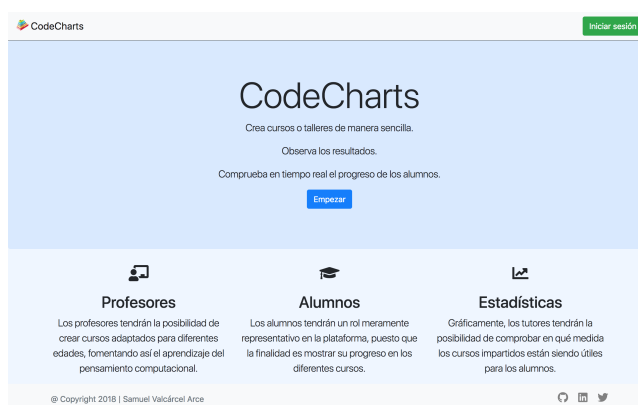 CodeCharts
Iniciar sesión
CodeCharts
Crea cursos o talleres de manera sencilla.
Observa los resultados.
Comprueba en tiempo real el progreso de los alumnos.
Empezar
Profesores
Los profesores tendrán la posibilidad de
crear cursos adaptados para diferentes
edades, fomentando así el aprendizaje del
pensamiento computacional.
Alumnos
Los alumnos tendrán un rol meramente
representativo en la plataforma, puesto que
la finalidad es mostrar su progreso en los
diferentes cursos.
Estadísticas
Gráficamente, los tutores tendrán la
posibilidad de comprobar en qué medida
los cursos impartidos están siendo útiles
para los alumnos.
@ Copyright 2018 | Samuel Valcárcel Arce